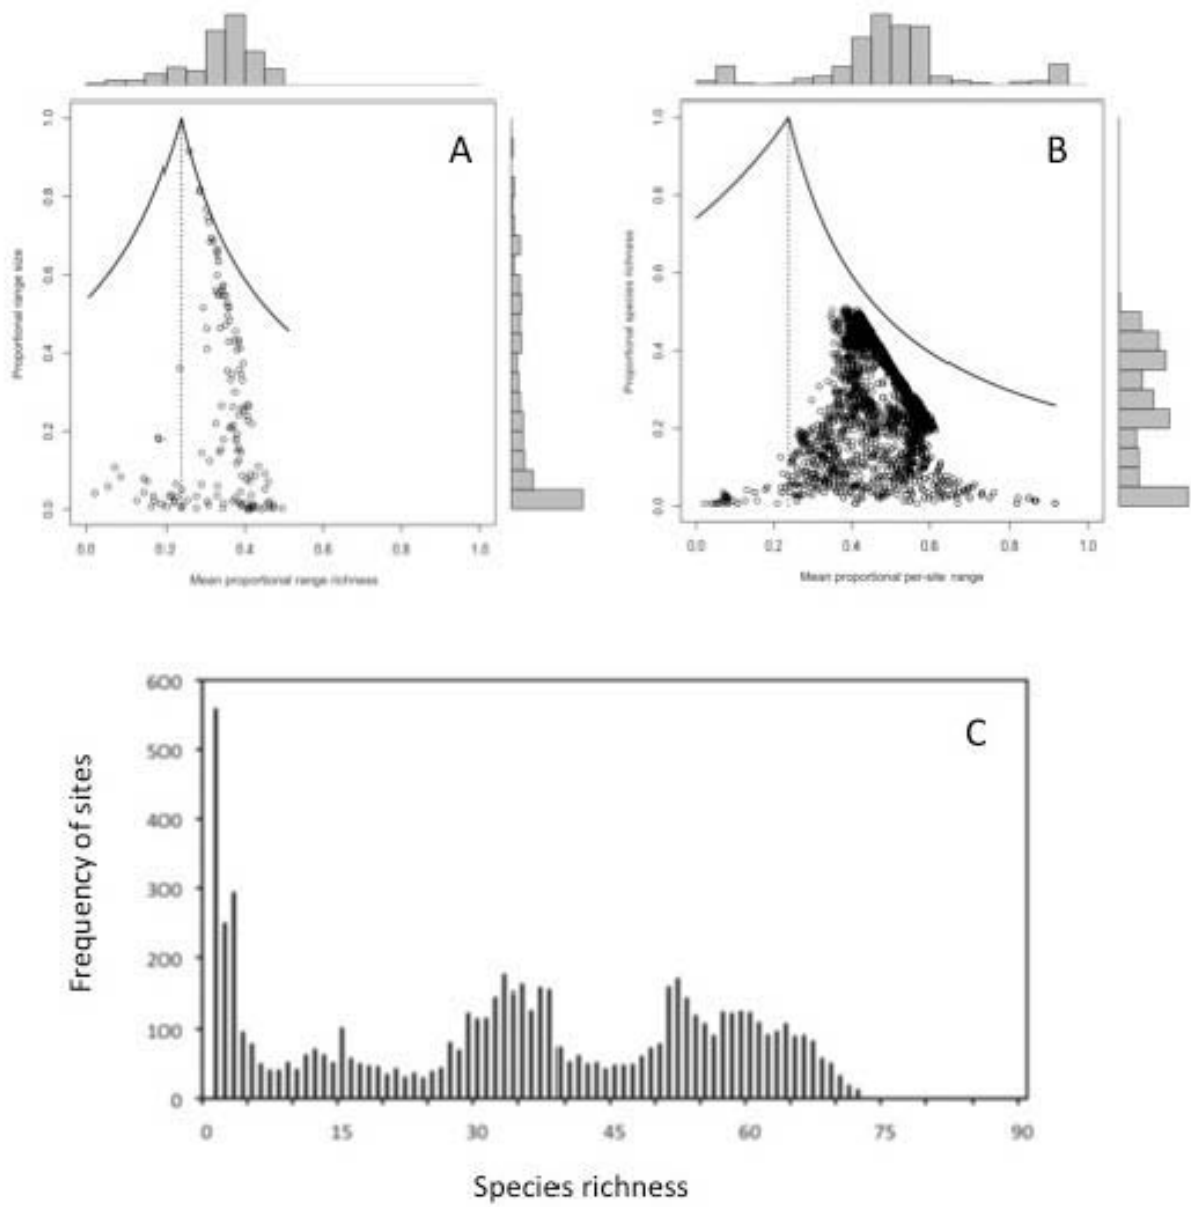 A
B
1.0
0.8
0.6
0.4
0.2
0.0
Proportional range size
0.0 0.2 0.4 0.6 0.8 1.0
Mean proportional range richness
1.0
0.8
0.6
0.4
0.2
0.0
Proportional species richness
0.0 0.2 0.4 0.6 0.8 1.0
Mean proportional per-site range
C
600
500
400
300
200
100
0
Frequency of sites
0 15 30 45 60 75 90
Species richness